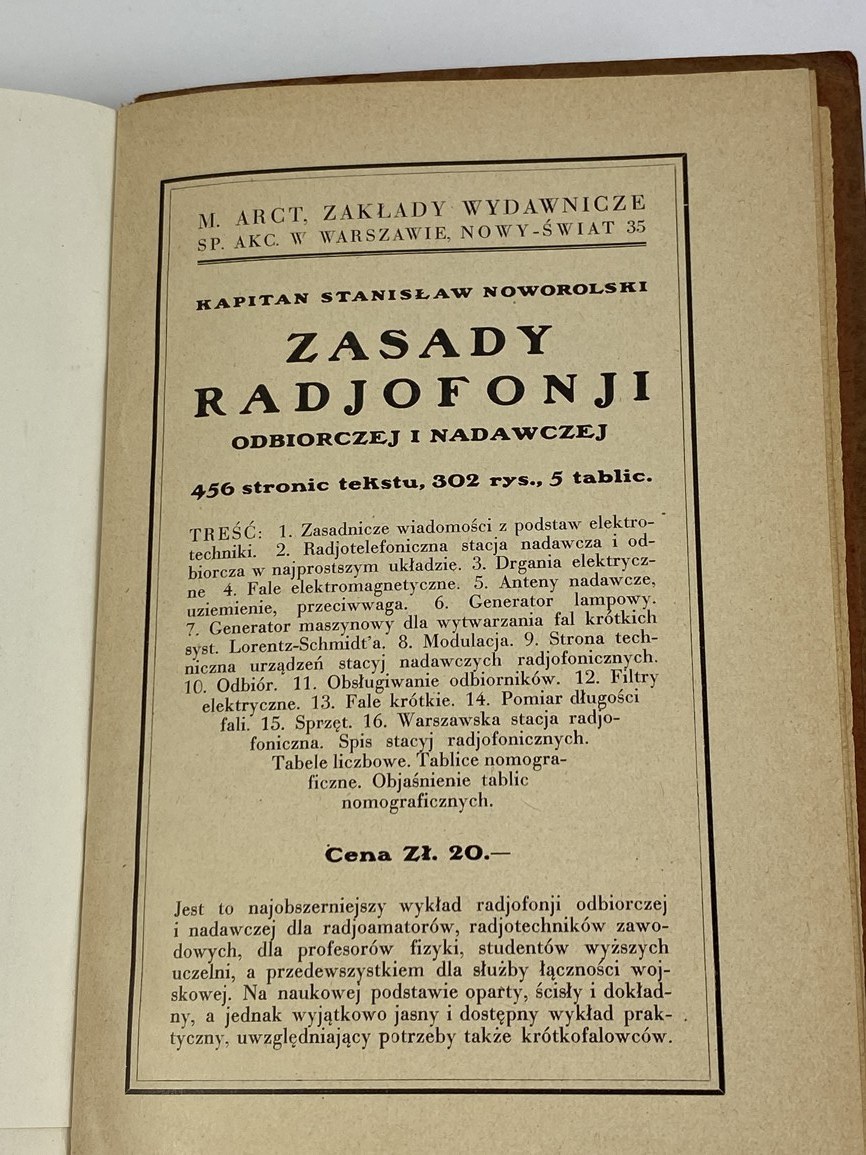 M. ARCT, ZAKŁADY WYDAWNICZE
SP. AKC. W WARSZAWIE, NOWY-ŚWIAT 35
KAPITAN STANISŁAW NOWOROLSKI
ZASADY
RADJOFONJI
ODBIORCZEJ I NADAWCZEJ
456 stronic tekstu, 302 rys., 5 tablic.
TREŚĆ: 1. Zasadnicze wiadomości z podstaw elektro-
techniki. 2. Radjotelefoniczna stacja nadawcza i od-
biorcza w najprostszym układzie. 3. Drgania elektrycz-
ne 4. Fale elektromagnetyczne. 5. Anteny nadawcze,
uziemienie, przeciwwaga. 6. Generator lampowy.
7. Generator maszynowy dla wytwarzania fal krótkich
syst. Lorentz-Schmidt'a. 8. Modulacja. 9. Strona tech-
niczna urządzeń stacyj nadawczych radjofonicznych.
10. Odbiór. 11. Obsługiwanie odbiorników. 12. Filtry
elektryczne. 13. Fale krótkie. 14. Pomiar długości
fali. 15. Sprzęt. 16. Warszawska stacja radjo-
foniczna. Spis stacyj radjofonicznych.
Tabele liczbowe. Tablice nomogra-
ficzne. Objaśnienie tablic
nomograficznych.
Cena Zł. 20.—
Jest to najobszerniejszy wykład radjofonji odbiorczej
i nadawczej dla radjoamatorów, radjotechników zawo-
dowych, dla profesorów fizyki, studentów wyższych
uczelni, a przedewszystkiem dla służby łączności woj-
skowej. Na naukowej podstawie oparty, ścisły i dokład-
ny, a jednak wyjątkowo jasny i dostępny wykład prak-
tyczny, uwzględniający potrzeby także krótkofalowców.